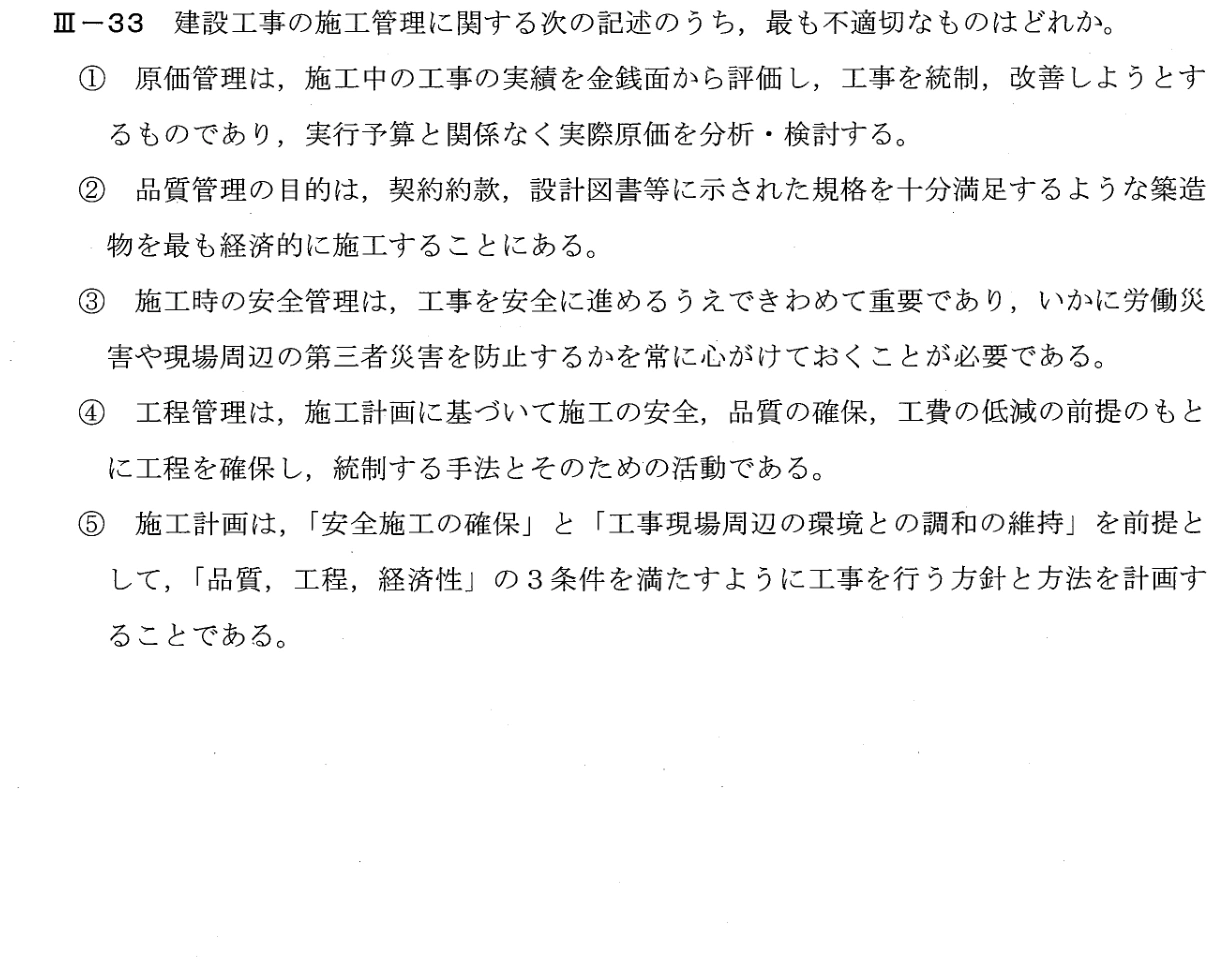 Ⅲ－33　建設工事の施工管理に関する次の記述のうち，最も不適切なものはどれか。
①　原価管理は，施工中の工事の実績を金銭面から評価し，工事を統制，改善しようとす
るものであり，実行予算と関係なく実際原価を分析・検討する。
②　品質管理の目的は，契約約款，設計図書等に示された規格を十分満足するような築造
物を最も経済的に施工することにある。
③　施工時の安全管理は，工事を安全に進めるうえできわめて重要であり，いかに労働災
害や現場周辺の第三者災害を防止するかを常に心がけておくことが必要である。
④　工程管理は，施工計画に基づいて施工の安全，品質の確保，工費の低減の前提のもと
に工程を確保し，統制する手法とそのための活動である。
⑤　施工計画は，「安全施工の確保」と「工事現場周辺の環境との調和の維持」を前提と
して，「品質，工程，経済性」の３条件を満たすように工事を行う方針と方法を計画す
ることである。